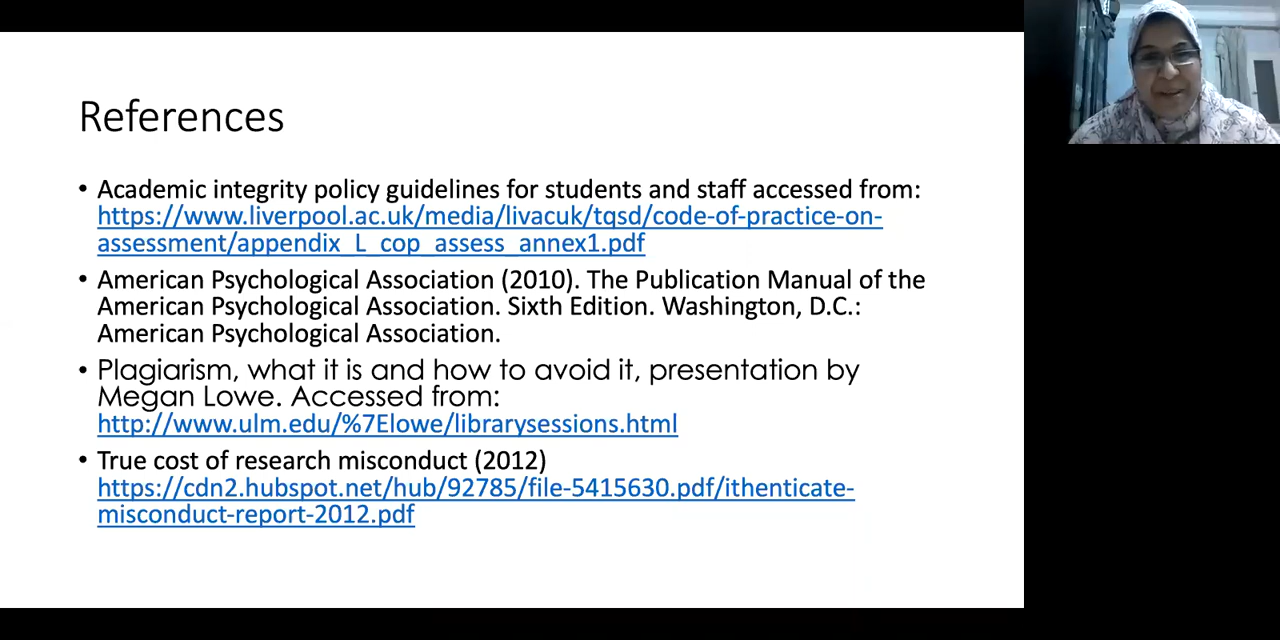 References
• Academic integrity policy guidelines for students and staff accessed from:
https://www.liverpool.ac.uk/media/livacuk/tqsd/code-of-practice-on-
assessment/appendix_L_cop_assess_annex1.pdf
• American Psychological Association (2010). The Publication Manual of the
American Psychological Association. Sixth Edition. Washington, D.C.:
American Psychological Association.
• Plagiarism, what it is and how to avoid it, presentation by
Megan Lowe. Accessed from:
http://www.ulm.edu/%7Elowe/librarysessions.html
• True cost of research misconduct (2012)
https://cdn2.hubspot.net/hub/92785/file-5415630.pdf/ithenticate-
misconduct-report-2012.pdf